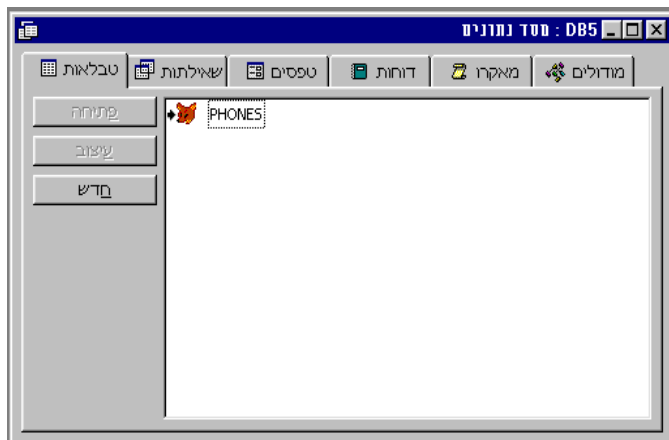 DB5 : מסד נתונים
טבלאות שאילתות טפסים דוחות מאקרו מודולים
פתיחה
עיצוב
חדש
PHONES